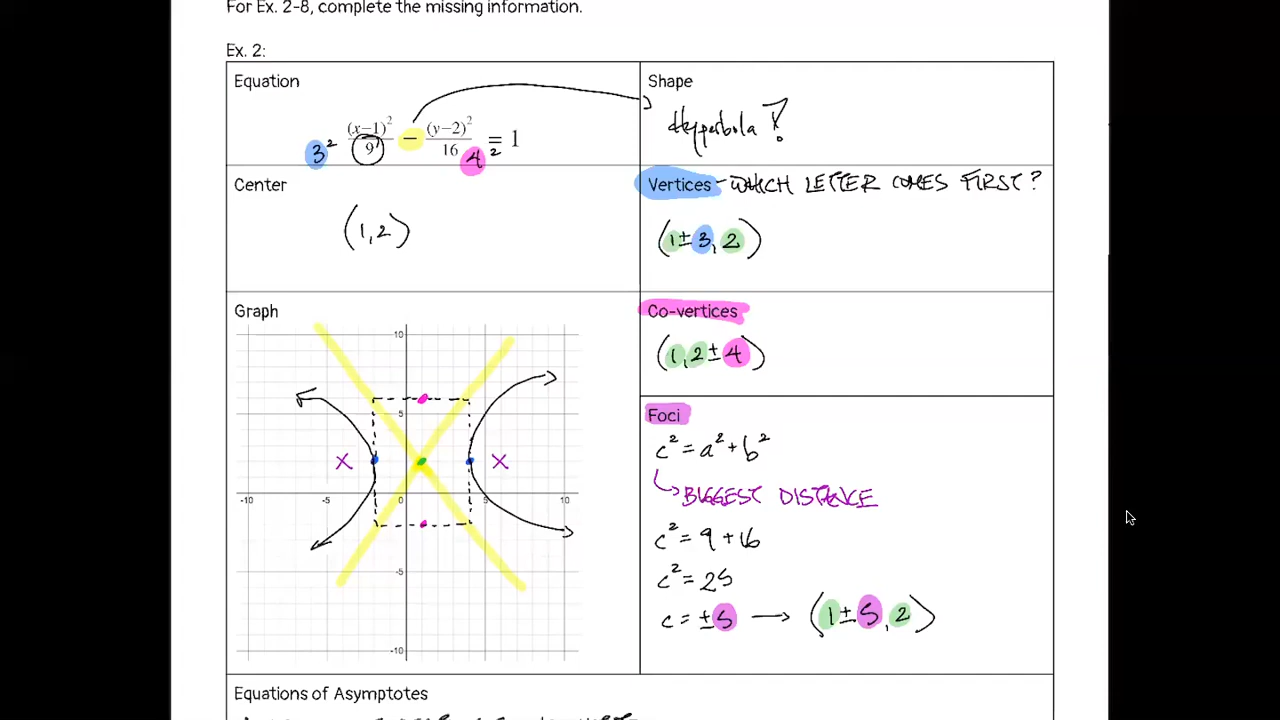 For Ex. 2-8, complete the missing information.
Ex. 2:
Equation
3² (x−1)²/9 − (y−2)²/16 = 1
4²
Shape
Hyperbola!
Center
(1,2)
Vertices - WHICH LETTER COMES FIRST?
(1±3, 2)
Graph
10
5
-10 -5 0 5 10
-5
-10
X X
Co-vertices
(1, 2±4)
Foci
c² = a² + b²
BIGGEST DISTANCE
c² = 9 + 16
c² = 25
c = ±5 → (1±5, 2)
Equations of Asymptotes